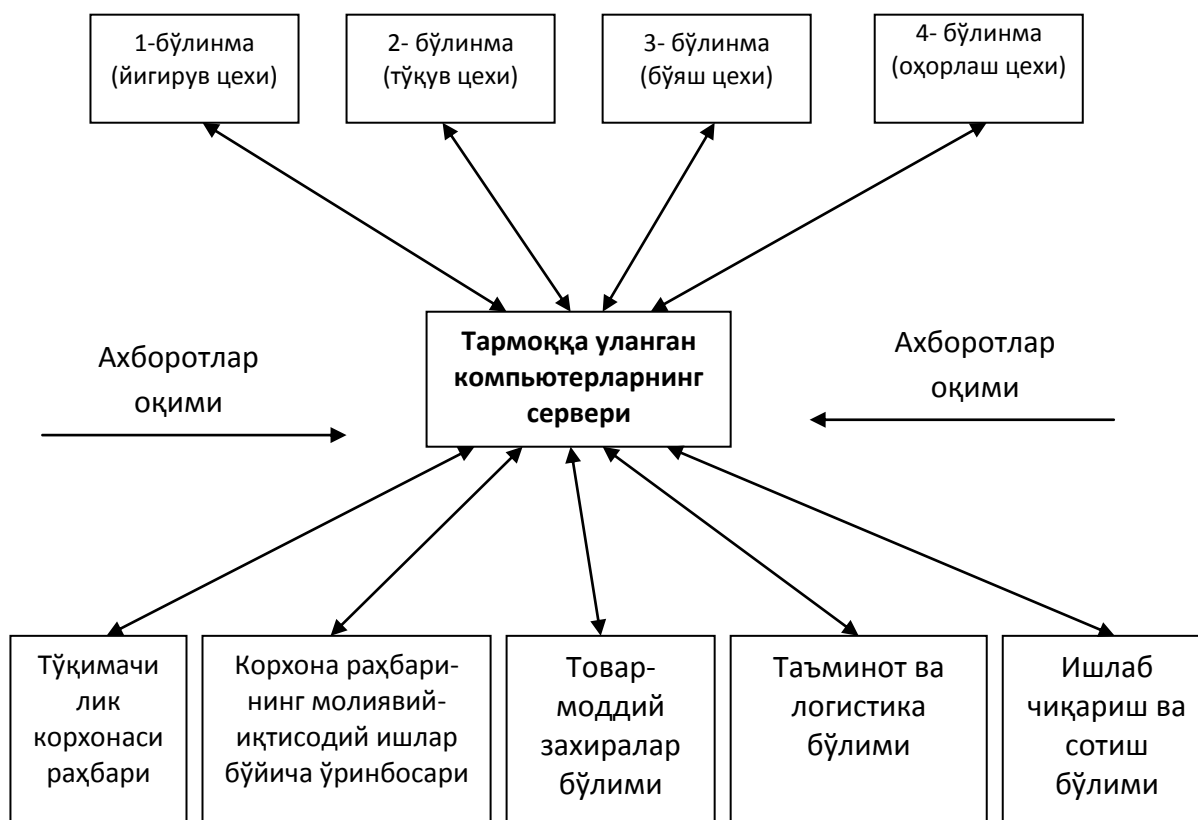 1-бўлинма
(йигирув цехи)
2- бўлинма
(тўқув цехи)
3- бўлинма
(бўяш цехи)
4- бўлинма
(оҳорлаш цехи)
Ахборотлар
оқими
Тармоққа уланган
компьютерларнинг
сервери
Ахборотлар
оқими
Тўқимачи
лик
корхонаси
раҳбари
Корхона раҳбари-
нинг молиявий-
иқтисодий ишлар
бўйича ўринбосари
Товар-
моддий
захиралар
бўлими
Таъминот ва
логистика
бўлими
Ишлаб
чиқариш ва
сотиш
бўлими